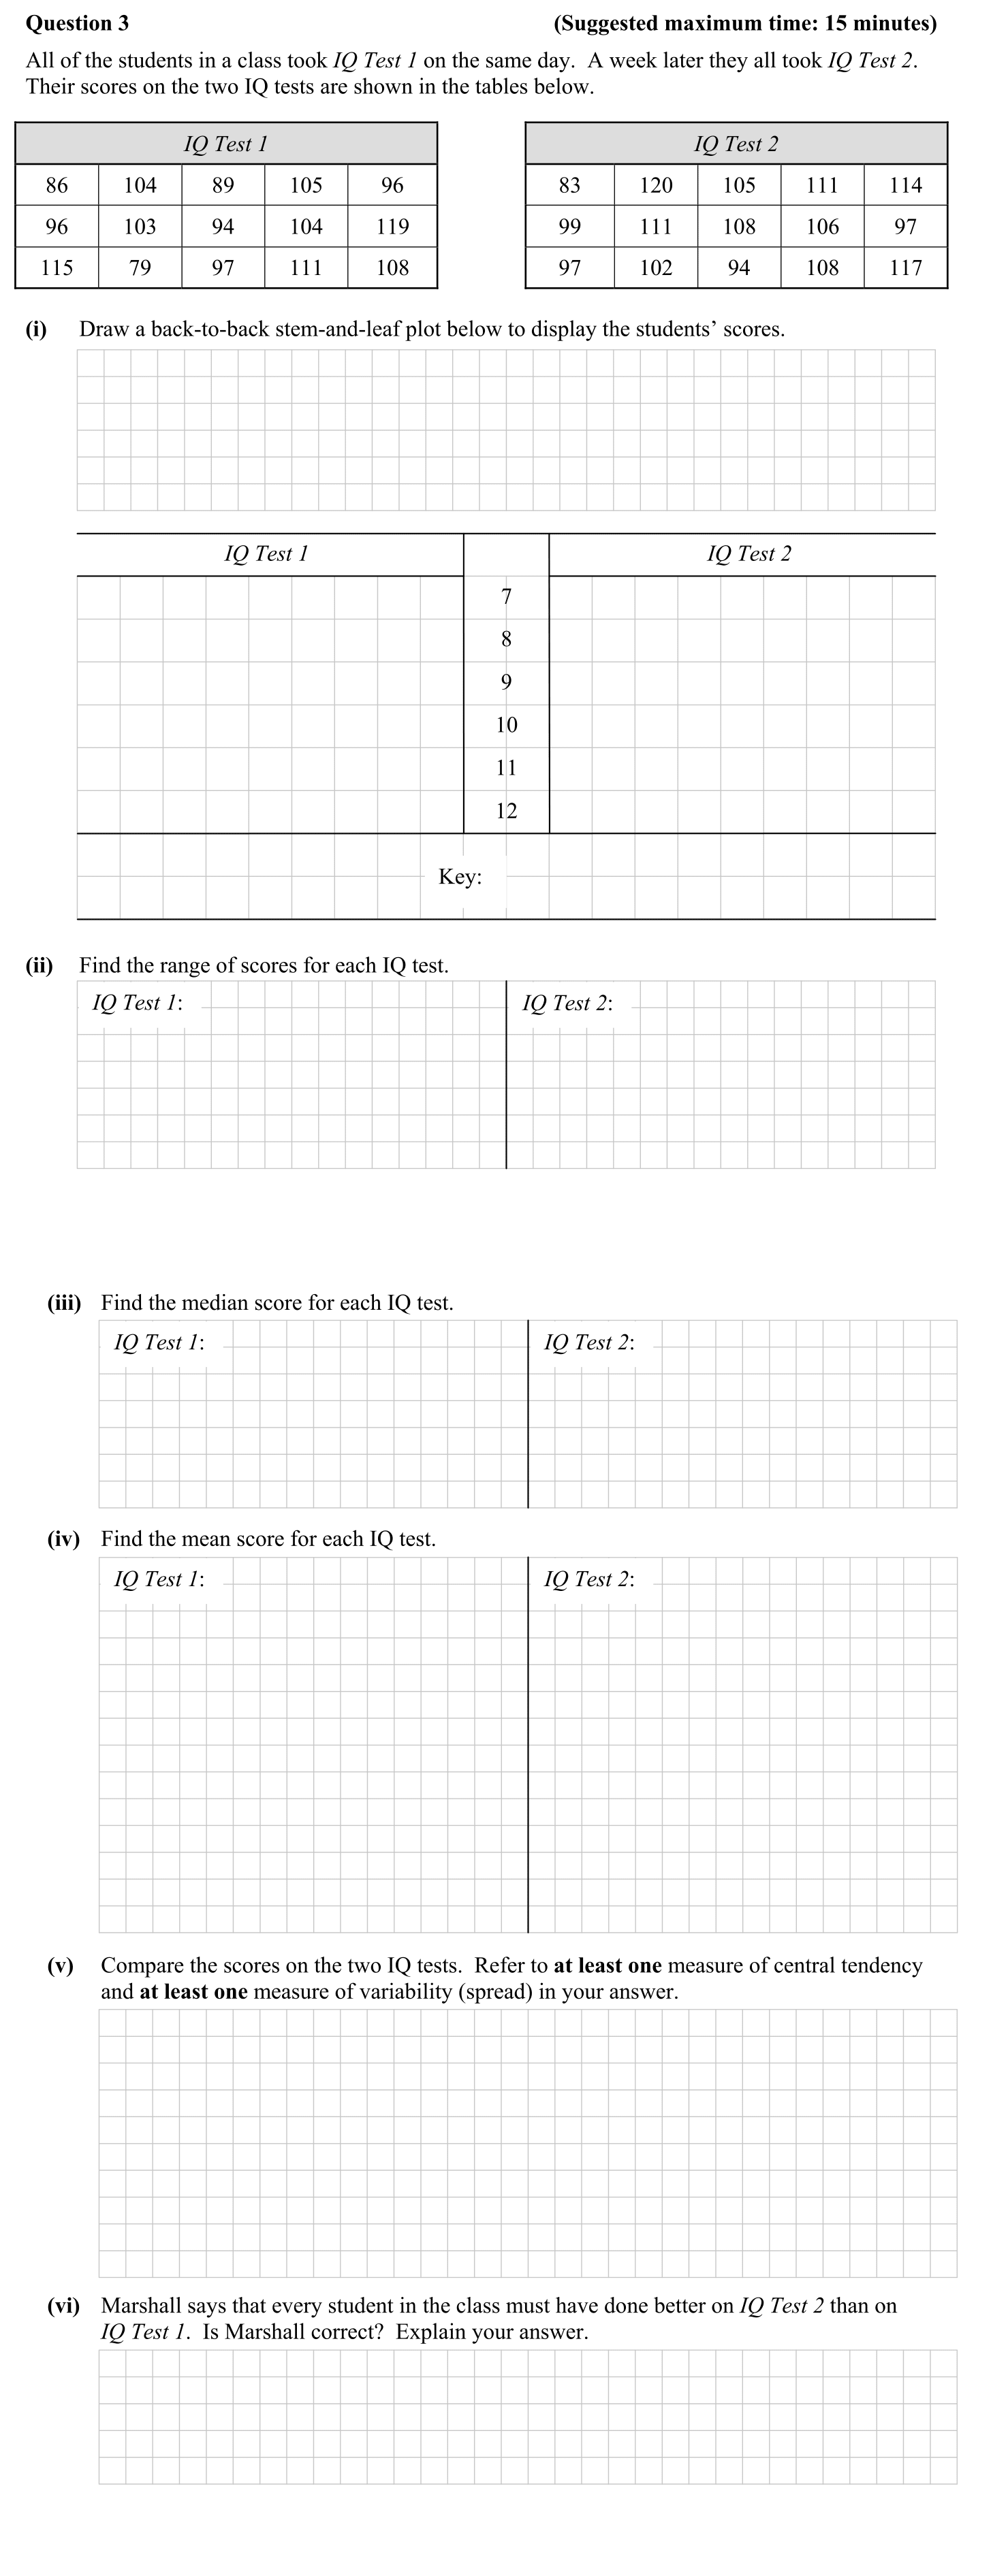 Question 3 (Suggested maximum time: 15 minutes)
All of the students in a class took IQ Test 1 on the same day. A week later they all took IQ Test 2.
Their scores on the two IQ tests are shown in the tables below.
IQ Test 1
86 104 89 105 96
96 103 94 104 119
115 79 97 111 108
IQ Test 2
83 120 105 111 114
99 111 108 106 97
97 102 94 108 117
(i) Draw a back-to-back stem-and-leaf plot below to display the students’ scores.
IQ Test 1 IQ Test 2
7
8
9
10
11
12
Key:
(ii) Find the range of scores for each IQ test.
IQ Test 1: IQ Test 2:
(iii) Find the median score for each IQ test.
IQ Test 1: IQ Test 2:
(iv) Find the mean score for each IQ test.
IQ Test 1: IQ Test 2:
(v) Compare the scores on the two IQ tests. Refer to at least one measure of central tendency
and at least one measure of variability (spread) in your answer.
(vi) Marshall says that every student in the class must have done better on IQ Test 2 than on
IQ Test 1. Is Marshall correct? Explain your answer.